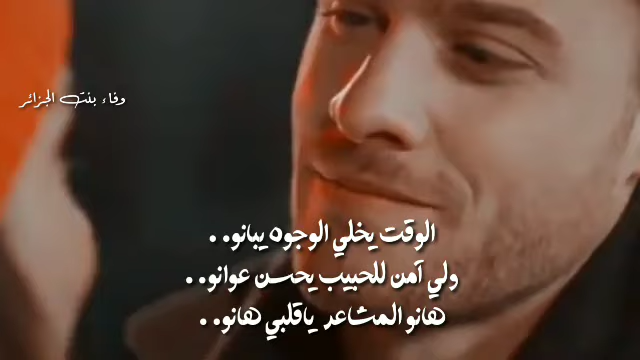 وفاء بنت الجزائر
الوقت يخلي الوجوه يبانو..
ولي آمن للحبيب يحسن عوانو..
هانو المشاعر ياقلبي هانو..